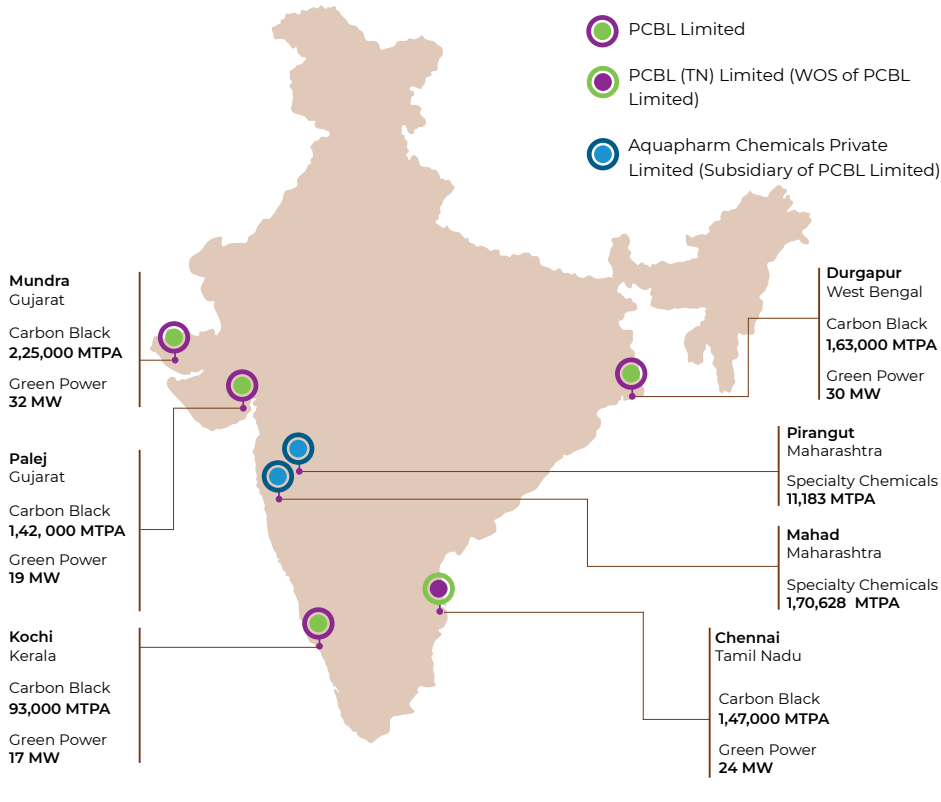 PCBL Limited
PCBL (TN) Limited (WOS of PCBL
Limited)
Aquapharm Chemicals Private
Limited (Subsidiary of PCBL Limited)
Mundra
Gujarat
Carbon Black
2,25,000 MTPA
Green Power
32 MW
Palej
Gujarat
Carbon Black
1,42, 000 MTPA
Green Power
19 MW
Kochi
Kerala
Carbon Black
93,000 MTPA
Green Power
17 MW
Durgapur
West Bengal
Carbon Black
1,63,000 MTPA
Green Power
30 MW
Pirangut
Maharashtra
Specialty Chemicals
11,183 MTPA
Mahad
Maharashtra
Specialty Chemicals
1,70,628 MTPA
Chennai
Tamil Nadu
Carbon Black
1,47,000 MTPA
Green Power
24 MW